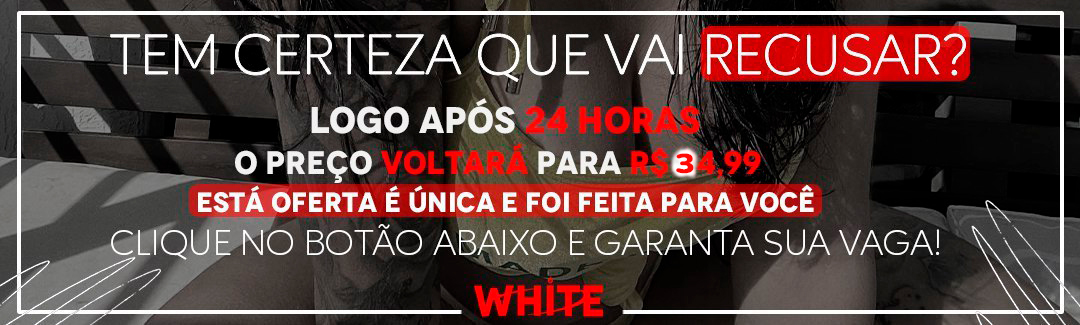 TEM CERTEZA QUE VAI RECUSAR?
LOGO APÓS 24 HORAS
O PREÇO VOLTARÁ PARA R$ 34,99
ESTÁ OFERTA É ÚNICA E FOI FEITA PARA VOCÊ
CLIQUE NO BOTÃO ABAIXO E GARANTA SUA VAGA!
WHITE